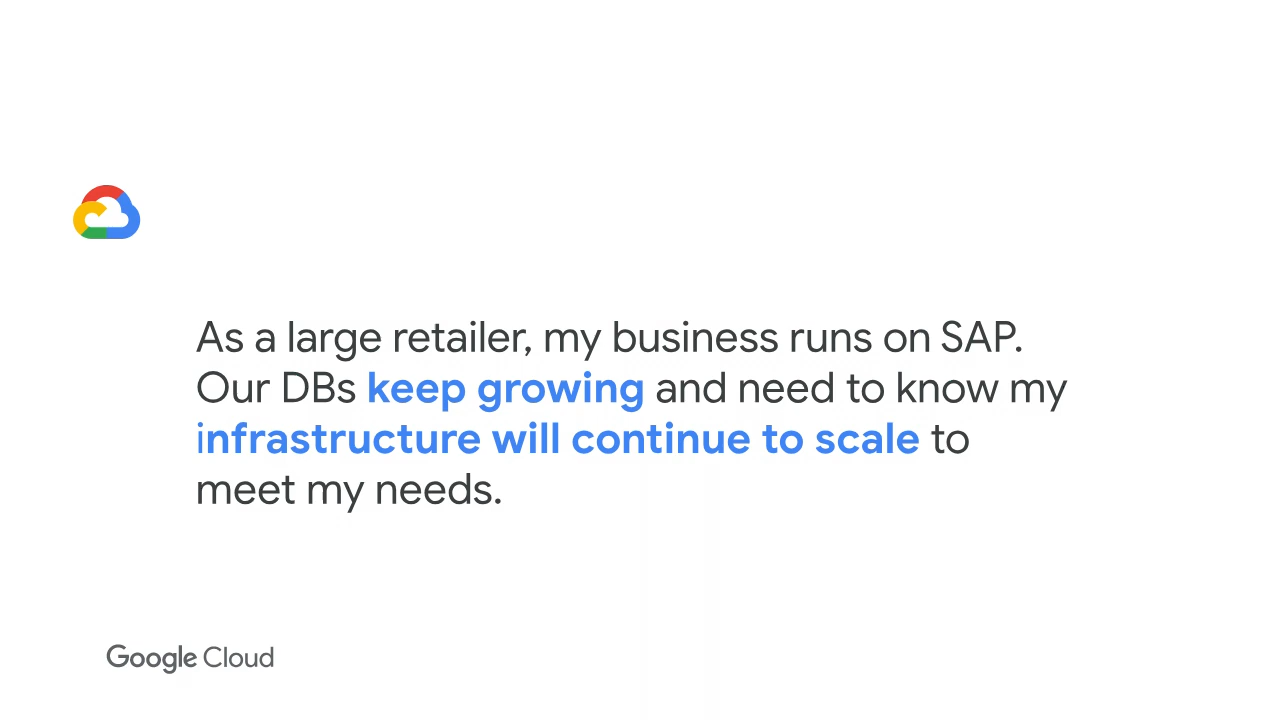 As a large retailer, my business runs on SAP.
Our DBs keep growing and need to know my
infrastructure will continue to scale to
meet my needs.
Google Cloud